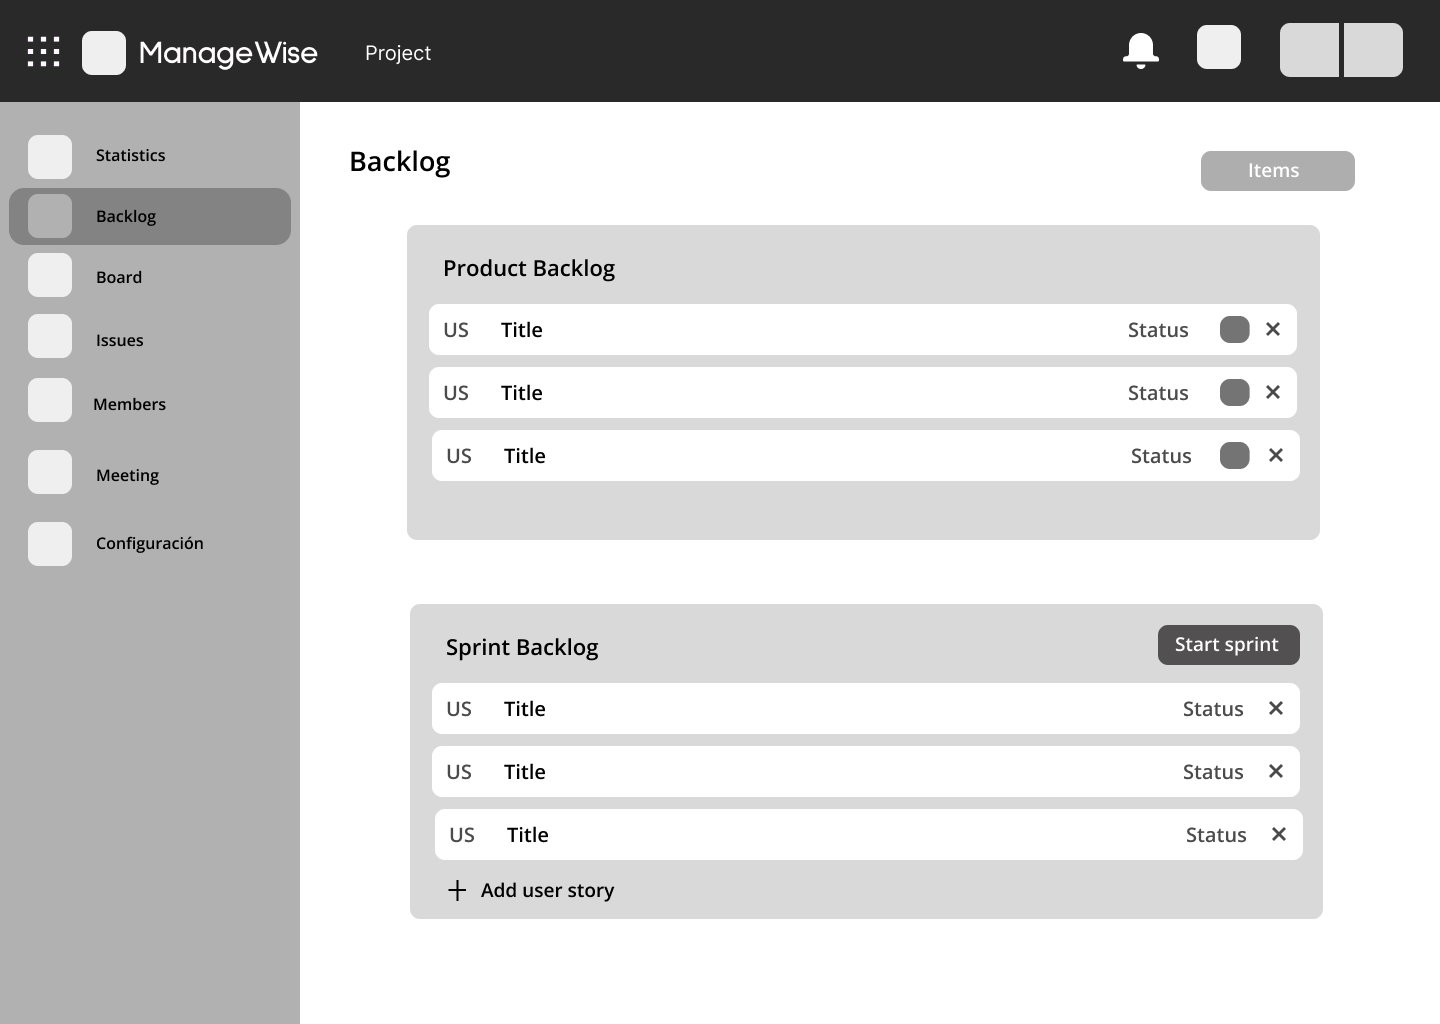 ManageWise Project
Statistics
Backlog
Board
Issues
Members
Meeting
Configuración
Backlog
Items
Product Backlog
US Title Status ✕
US Title Status ✕
US Title Status ✕
Sprint Backlog
Start sprint
US Title Status ✕
US Title Status ✕
US Title Status ✕
+ Add user story